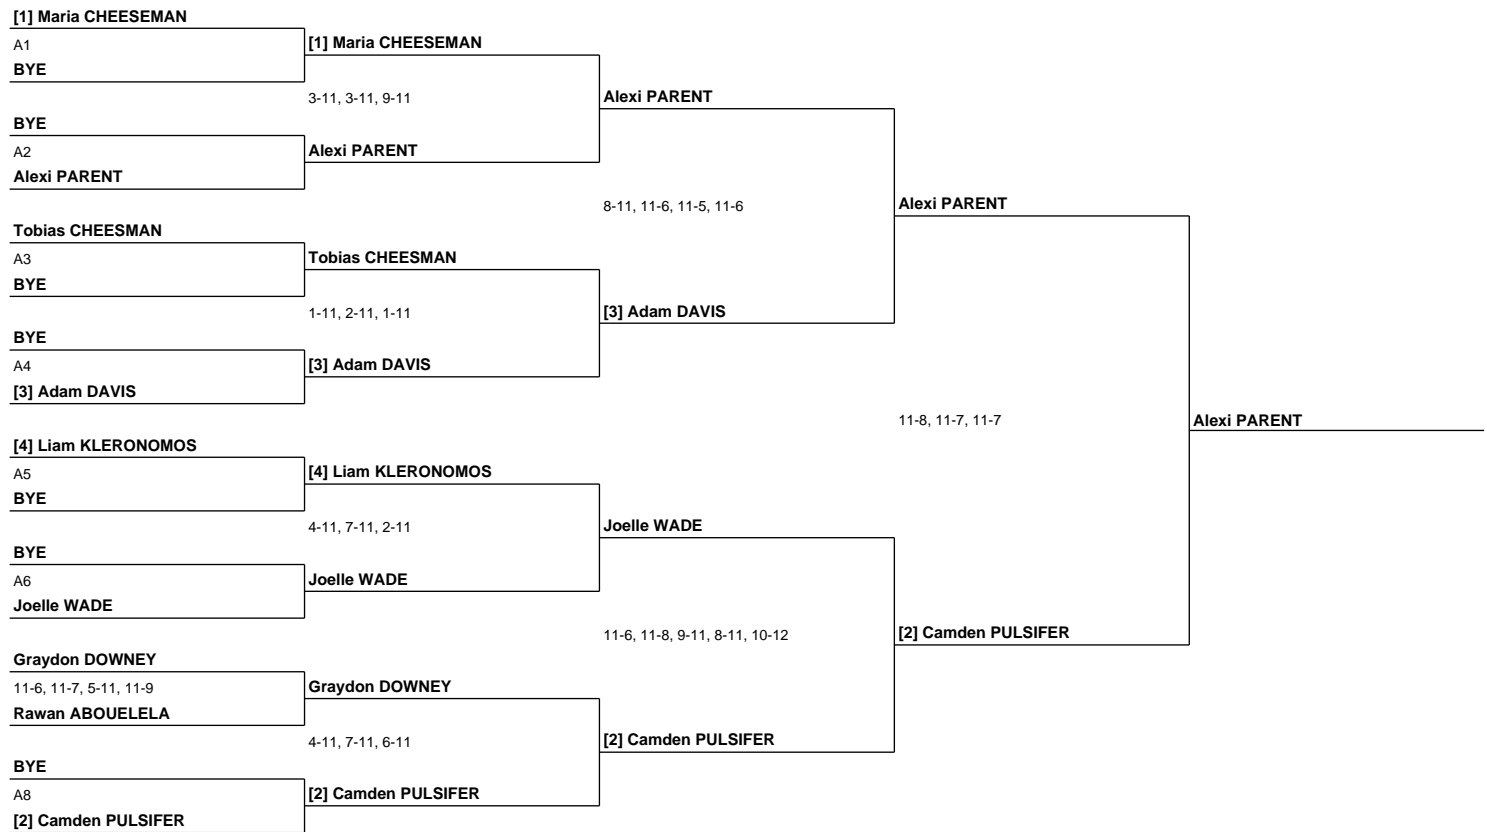 [1] Maria CHEESEMAN
A1
[1] Maria CHEESEMAN
BYE
3-11, 3-11, 9-11
Alexi PARENT
BYE
A2
Alexi PARENT
Alexi PARENT
8-11, 11-6, 11-5, 11-6
Alexi PARENT
Tobias CHEESMAN
A3
Tobias CHEESMAN
BYE
1-11, 2-11, 1-11
[3] Adam DAVIS
BYE
A4
[3] Adam DAVIS
[3] Adam DAVIS
11-8, 11-7, 11-7
Alexi PARENT
[4] Liam KLERONOMOS
A5
[4] Liam KLERONOMOS
BYE
4-11, 7-11, 2-11
Joelle WADE
BYE
A6
Joelle WADE
Joelle WADE
11-6, 11-8, 9-11, 8-11, 10-12
[2] Camden PULSIFER
Graydon DOWNEY
11-6, 11-7, 5-11, 11-9
Graydon DOWNEY
Rawan ABOUELELA
4-11, 7-11, 6-11
[2] Camden PULSIFER
BYE
A8
[2] Camden PULSIFER
[2] Camden PULSIFER